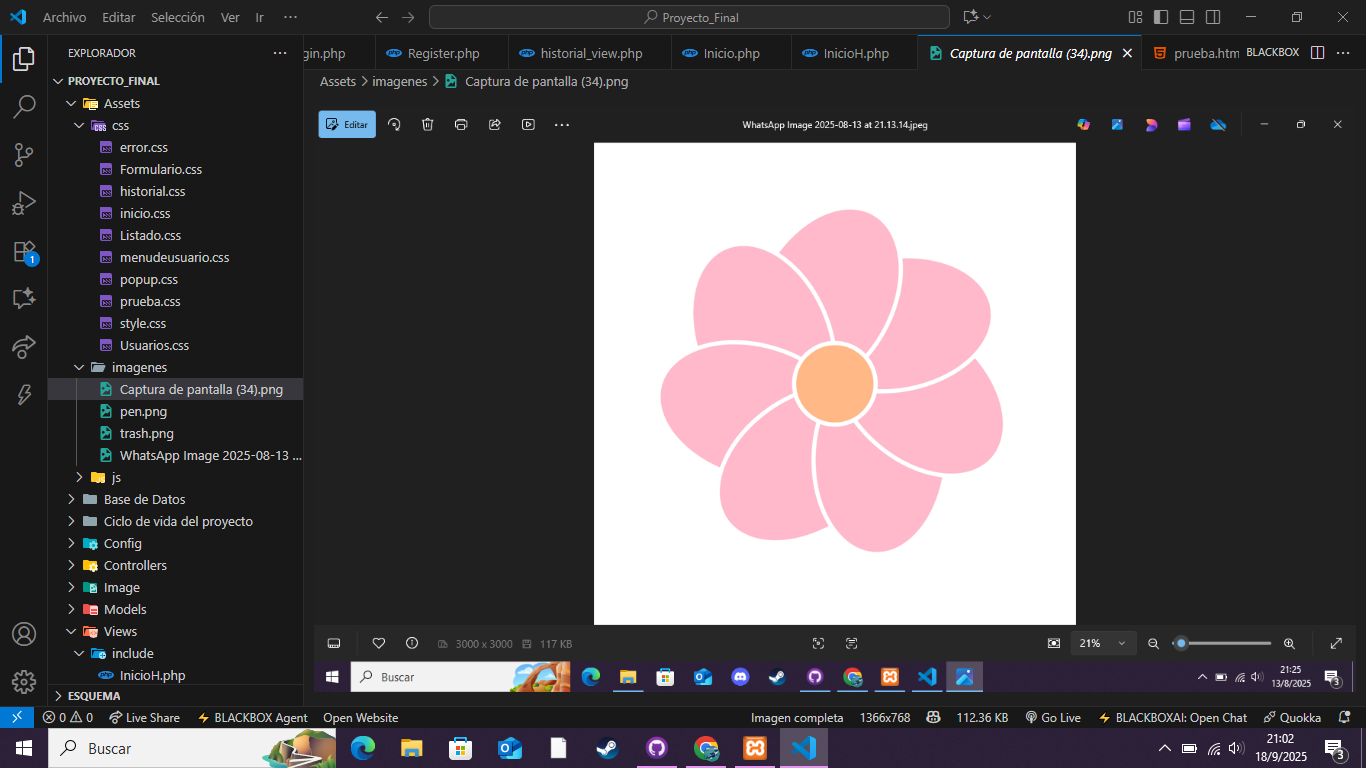 Archivo Editar Selección Ver Ir ··· Proyecto_Final
EXPLORADOR ···
gin.php Register.php historial_view.php Inicio.php InicioH.php Captura de pantalla (34).png prueba.htm BLACKBOX ···
Assets > imagenes > Captura de pantalla (34).png
PROYECTO_FINAL
Assets
css
error.css
Formulario.css
historial.css
inicio.css
Listado.css
menudeusuario.css
popup.css
prueba.css
style.css
Usuarios.css
imagenes
Captura de pantalla (34).png
pen.png
trash.png
WhatsApp Image 2025-08-13 ...
js
Base de Datos
Ciclo de vida del proyecto
Config
Controllers
Image
Models
Views
include
InicioH.php
ESQUEMA
1
Editar ··· WhatsApp Image 2025-08-13 at 21.13.14.jpeg
3000 x 3000 117 KB 21%
Buscar 21:25
13/8/2025 3
0 0 Live Share BLACKBOX Agent Open Website Imagen completa 1366x768 112.36 KB Go Live BLACKBOXAI: Open Chat Quokka
Buscar 21:02
18/9/2025 3